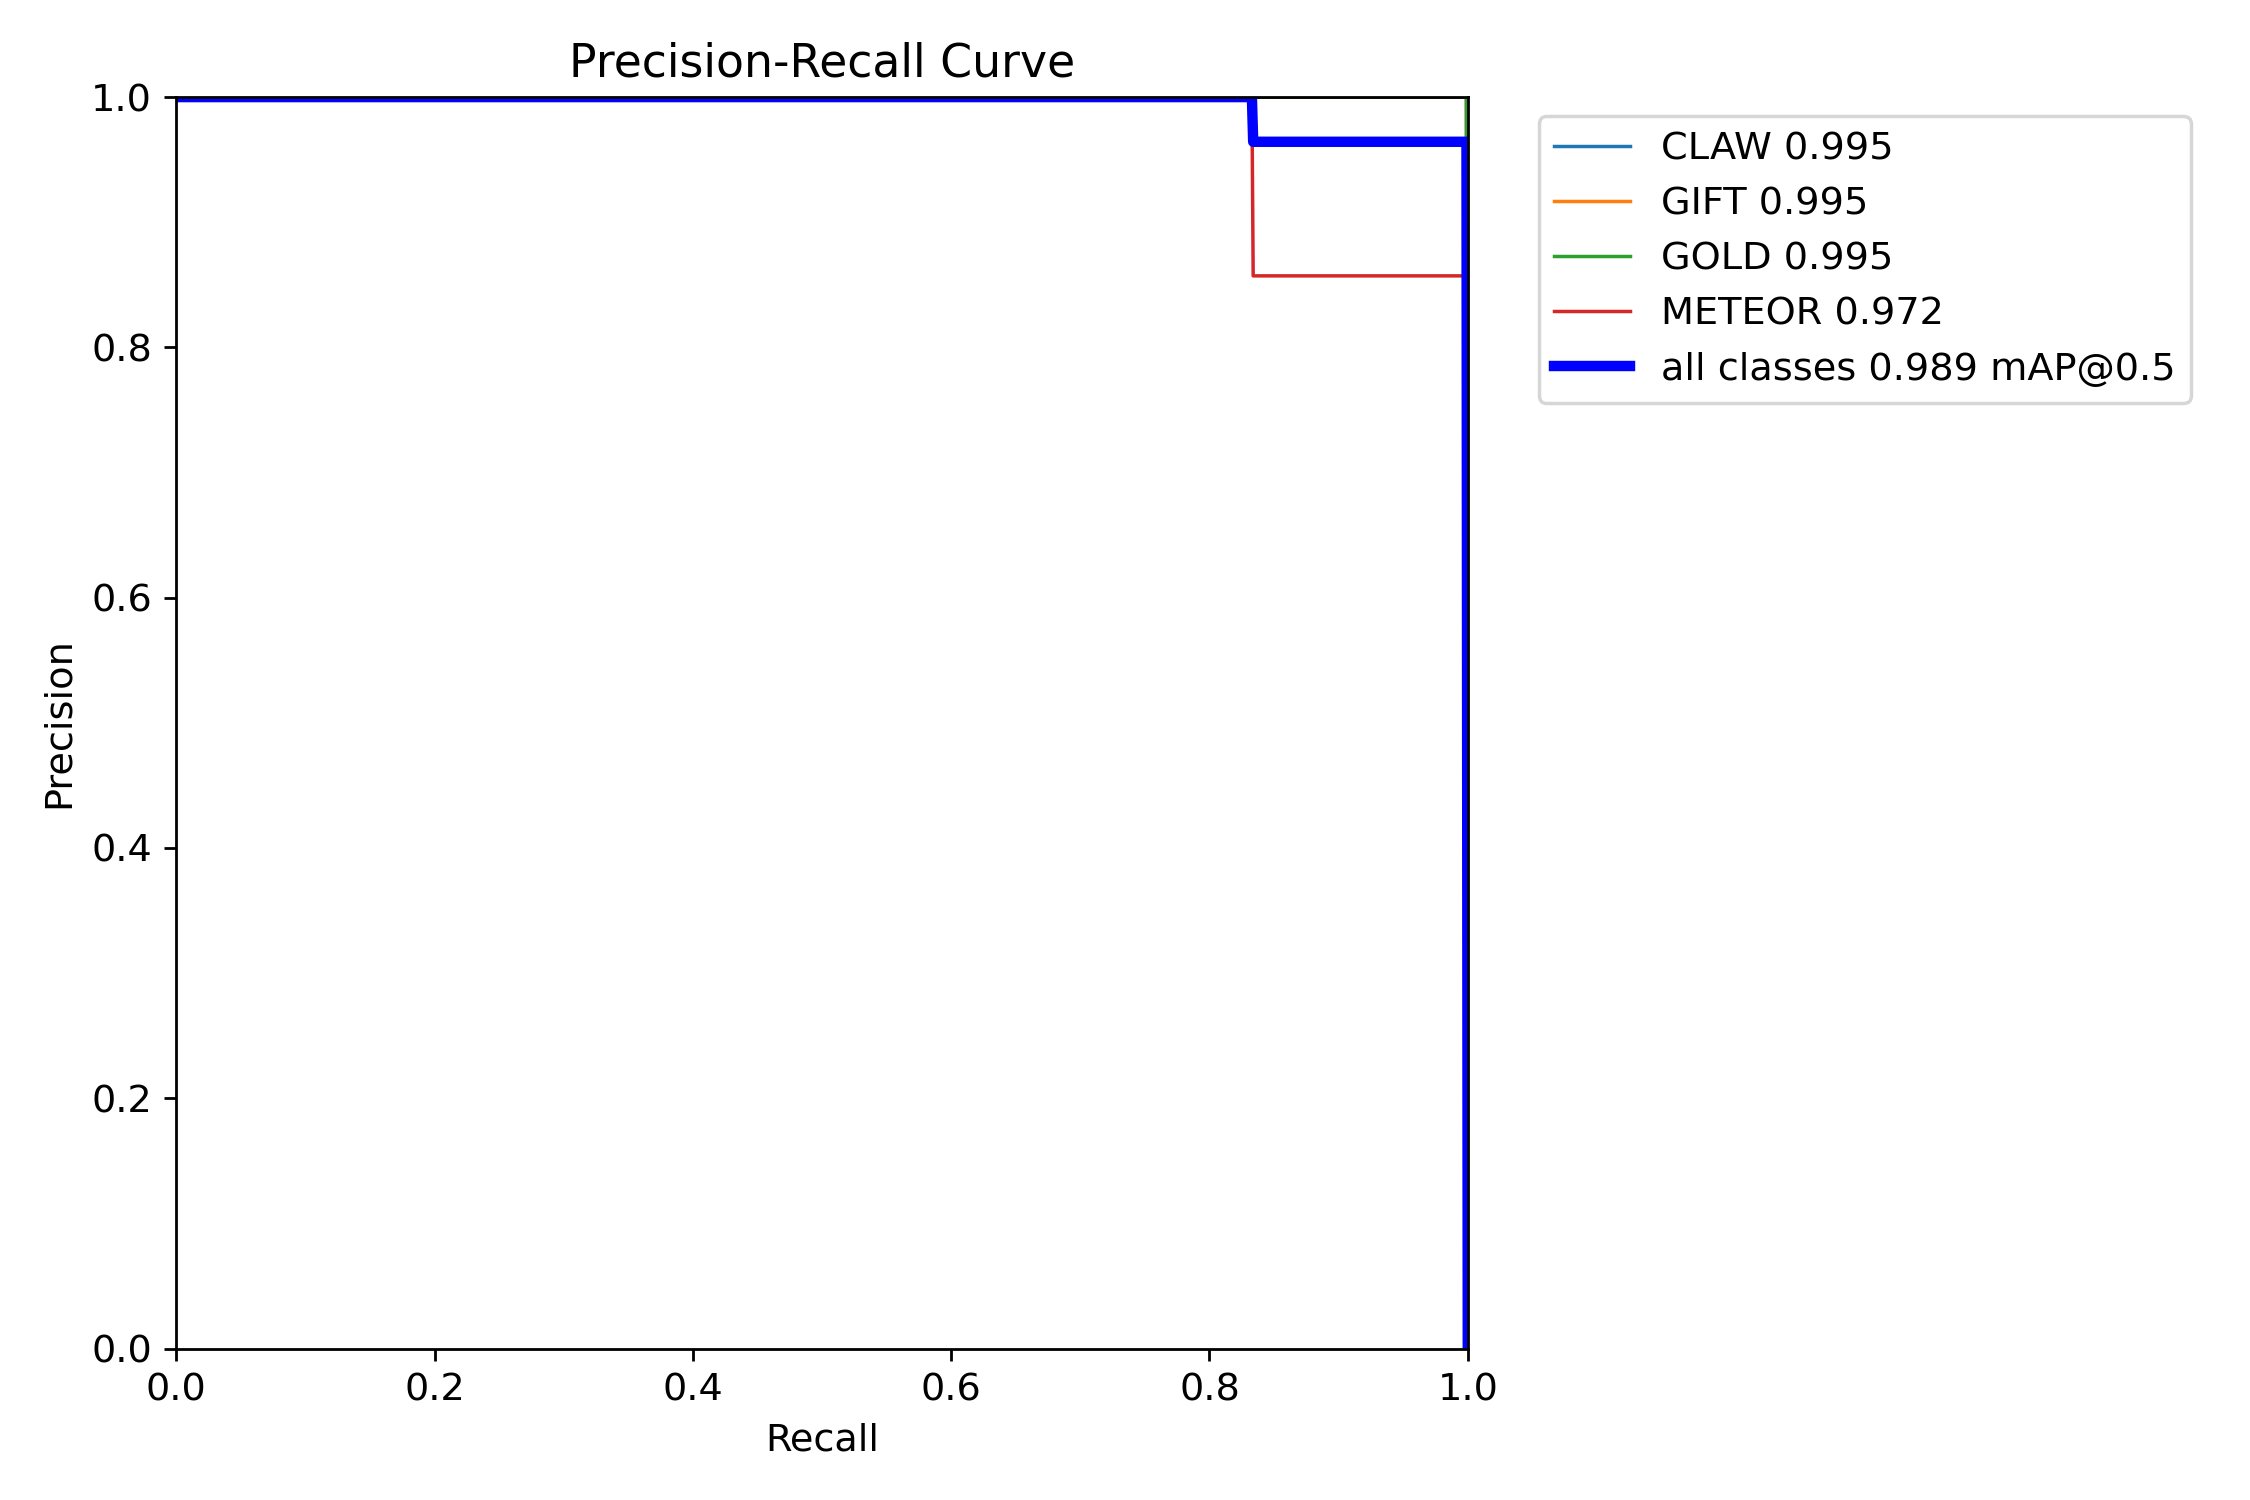 Precision-Recall Curve
1.0
0.8
0.6
0.4
0.2
0.0
Precision
0.0 0.2 0.4 0.6 0.8 1.0
Recall
CLAW 0.995
GIFT 0.995
GOLD 0.995
METEOR 0.972
all classes 0.989 mAP@0.5